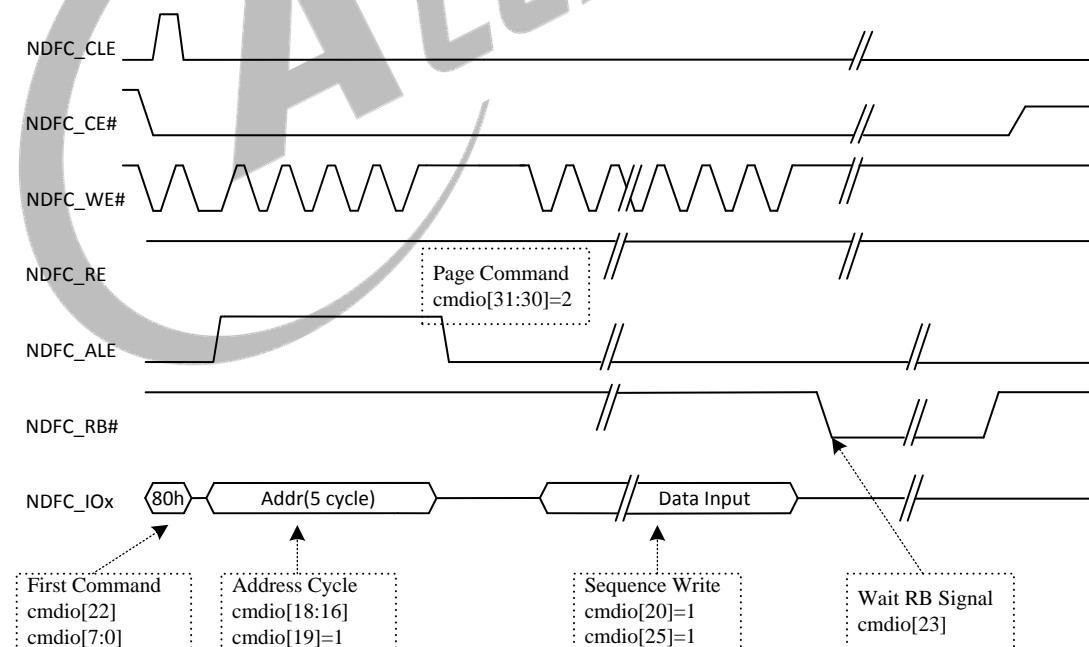 NDFC_CLE
NDFC_CE#
NDFC_WE#
NDFC_RE
Page Command
cmdio[31:30]=2
NDFC_ALE
NDFC_RB#
NDFC_IOx
80h
Addr(5 cycle)
Data Input
First Command
cmdio[22]
cmdio[7:0]
Address Cycle
cmdio[18:16]
cmdio[19]=1
Sequence Write
cmdio[20]=1
cmdio[25]=1
Wait RB Signal
cmdio[23]